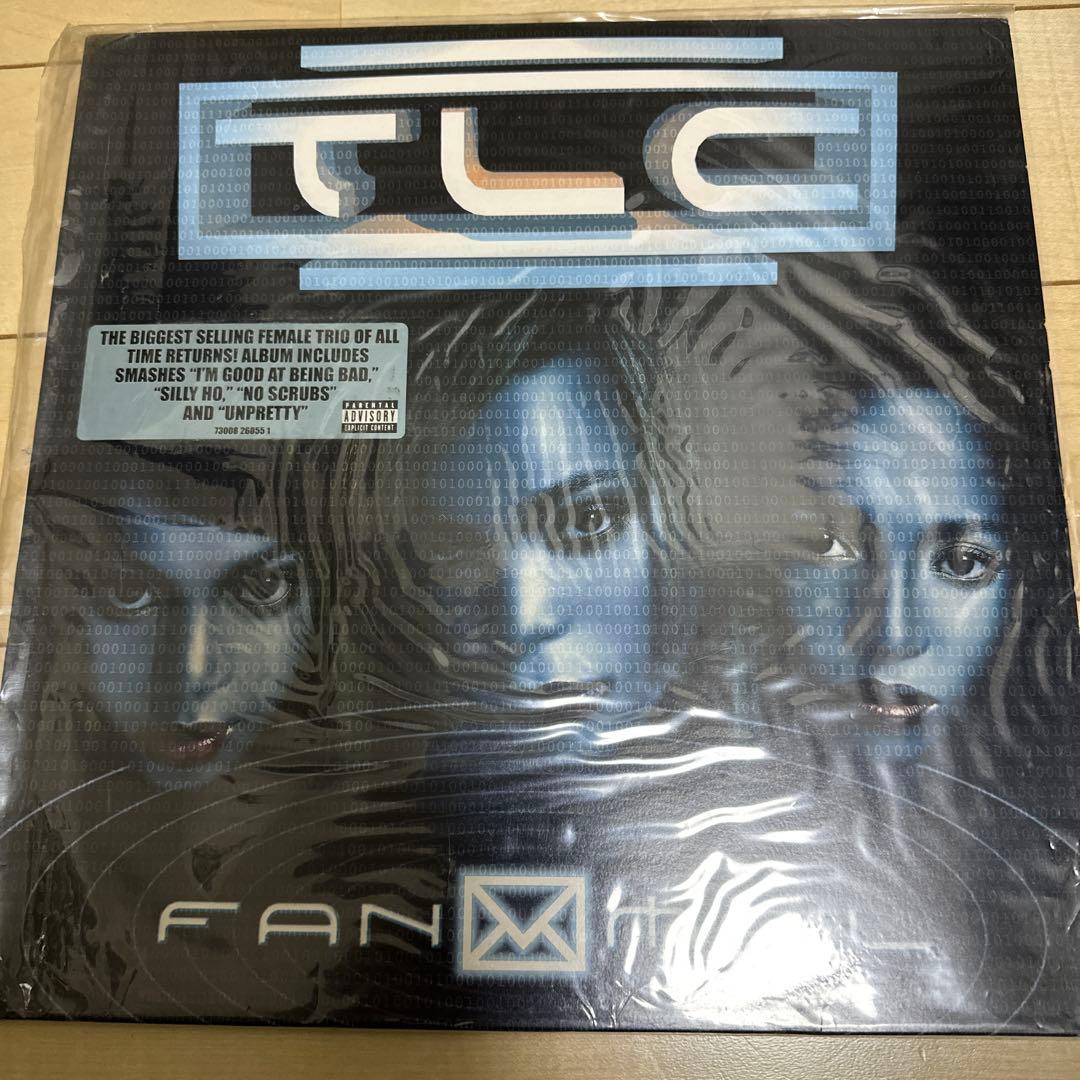 TLC
THE BIGGEST SELLING FEMALE TRIO OF ALL
TIME RETURNS! ALBUM INCLUDES
SMASHES "I'M GOOD AT BEING BAD,"
"SILLY HO," "NO SCRUBS"
AND "UNPRETTY"
73008 26055 1
PARENTAL
ADVISORY
EXPLICIT CONTENT
FANMAIL